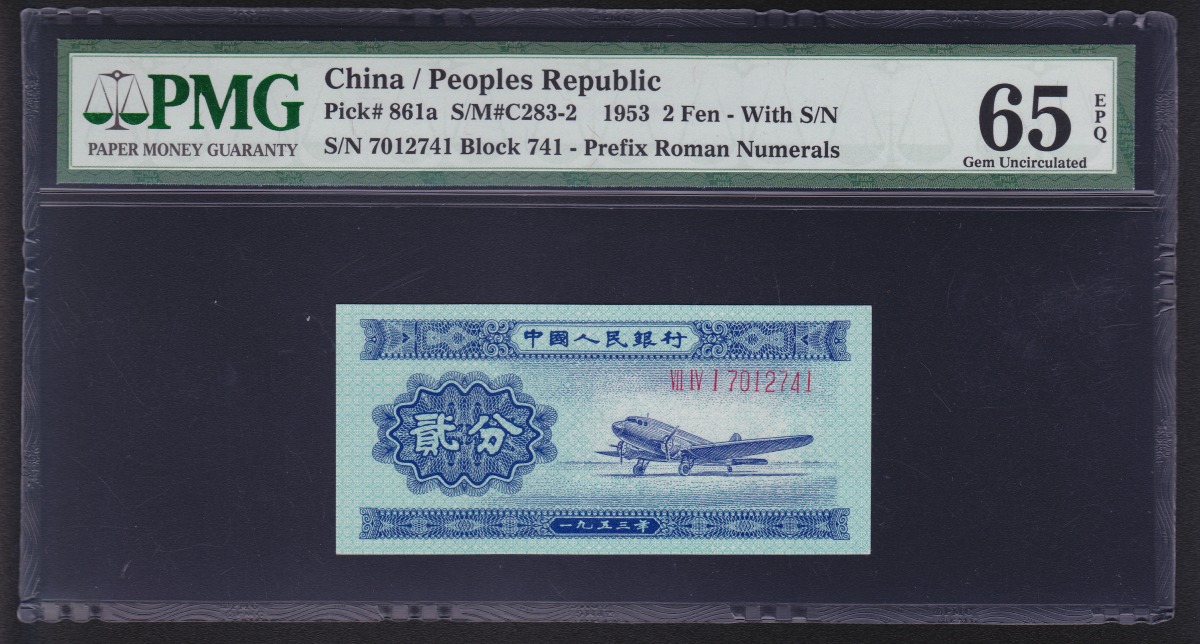 PMG
PAPER MONEY GUARANTY
China / Peoples Republic
Pick# 861a S/M#C283-2 1953 2 Fen - With S/N
S/N 7012741 Block 741 - Prefix Roman Numerals
65
EPQ
Gem Uncirculated
中國人民銀行
VII IV I 7012741
貳分
一九五三年